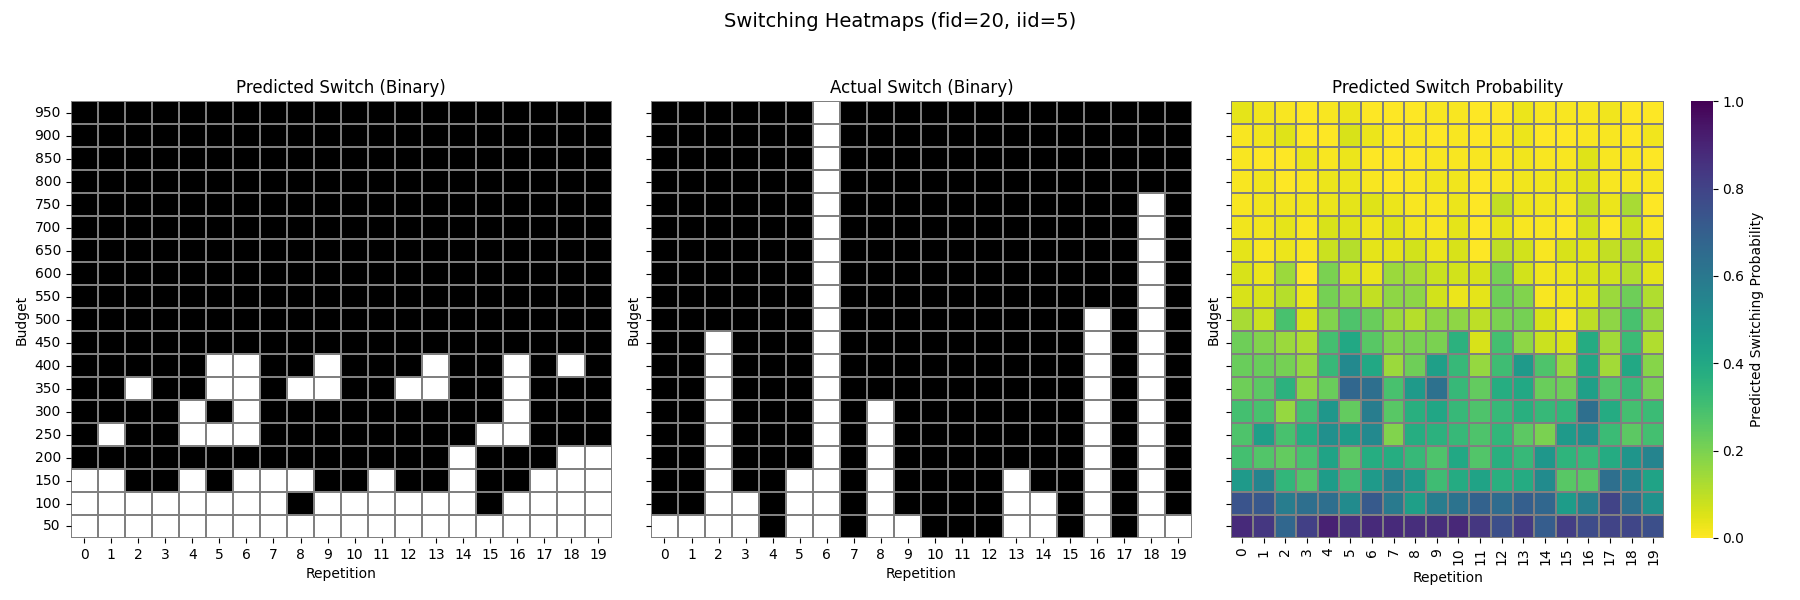 Switching Heatmaps (fid=20, iid=5)
Predicted Switch (Binary)
Budget
950
900
850
800
750
700
650
600
550
500
450
400
350
300
250
200
150
100
50
0 1 2 3 4 5 6 7 8 9 10 11 12 13 14 15 16 17 18 19
Repetition
Actual Switch (Binary)
Budget
0 1 2 3 4 5 6 7 8 9 10 11 12 13 14 15 16 17 18 19
Repetition
Predicted Switch Probability
Budget
0 1 2 3 4 5 6 7 8 9 10 11 12 13 14 15 16 17 18 19
Repetition
1.0
0.8
0.6
0.4
0.2
0.0
Predicted Switching Probability